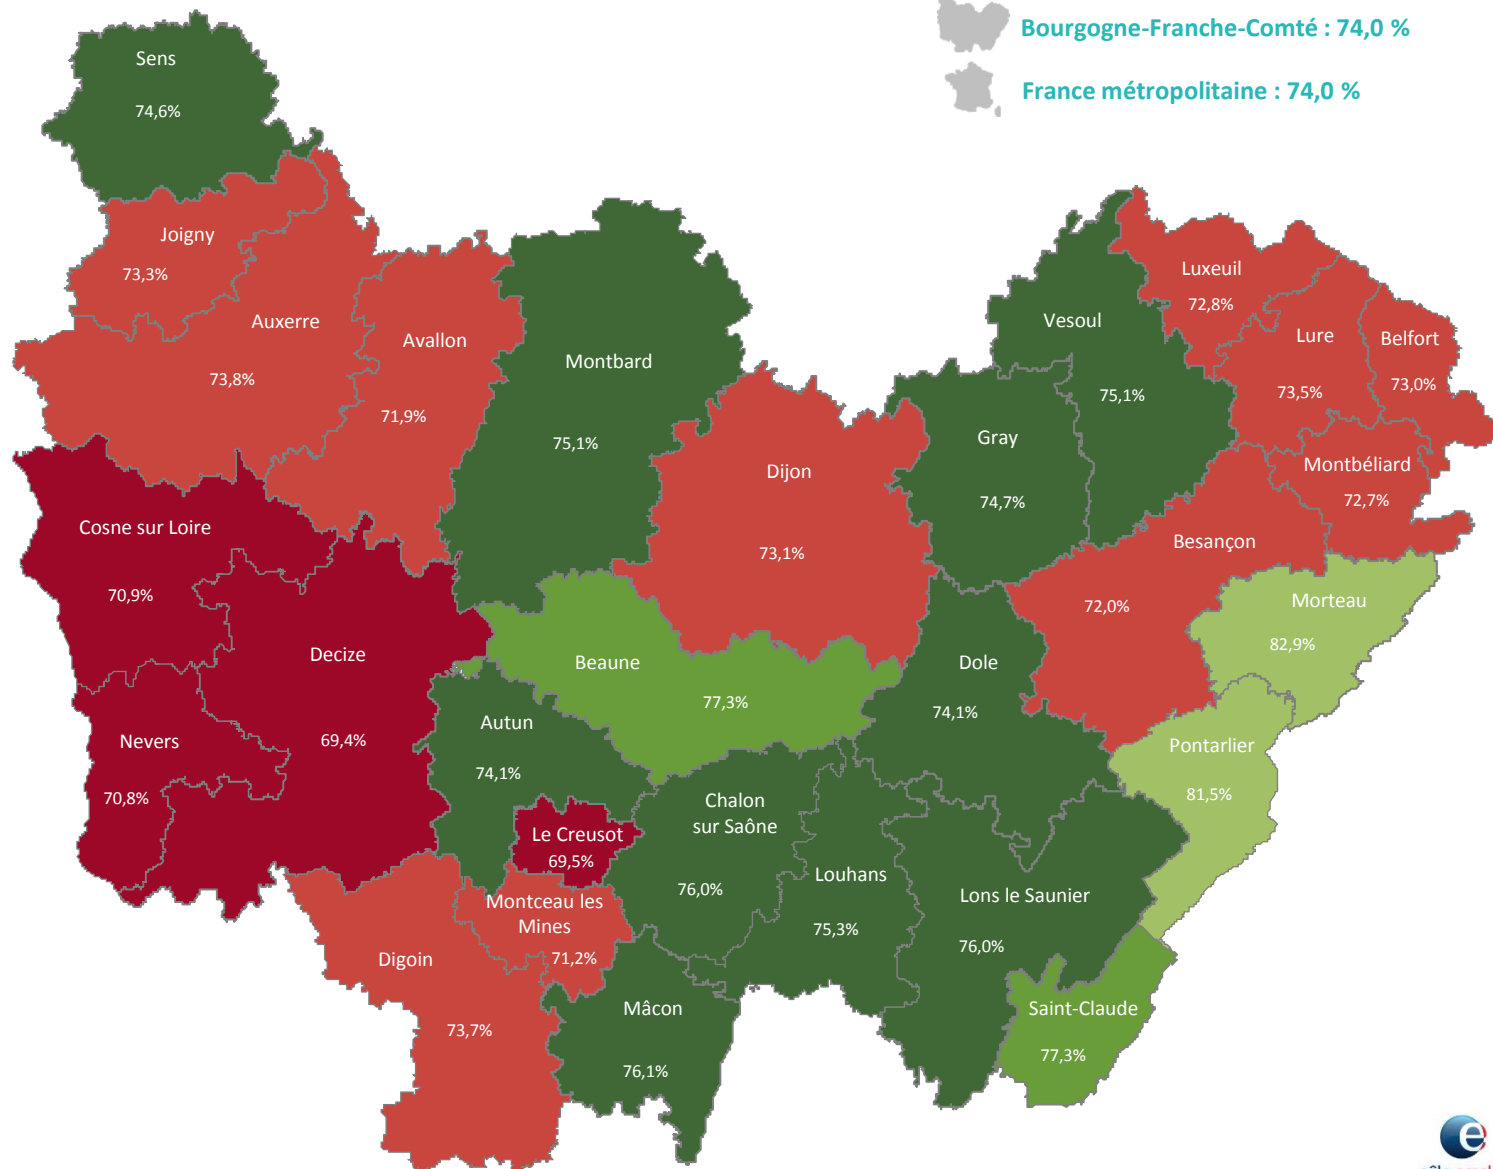 Bourgogne-Franche-Comté : 74,0 %
France métropolitaine : 74,0 %
Sens
74,6%
Joigny
73,3%
Auxerre
73,8%
Avallon
71,9%
Montbard
75,1%
Dijon
73,1%
Vesoul
75,1%
Luxeuil
72,8%
Lure
73,5%
Belfort
73,0%
Gray
74,7%
Montbéliard
72,7%
Besançon
72,0%
Morteau
82,9%
Cosne sur Loire
70,9%
Decize
69,4%
Nevers
70,8%
Beaune
77,3%
Dole
74,1%
Pontarlier
81,5%
Autun
74,1%
Le Creusot
69,5%
Chalon
sur Saône
76,0%
Louhans
75,3%
Lons le Saunier
76,0%
Montceau les
Mines
71,2%
Digoin
73,7%
Mâcon
76,1%
Saint-Claude
77,3%